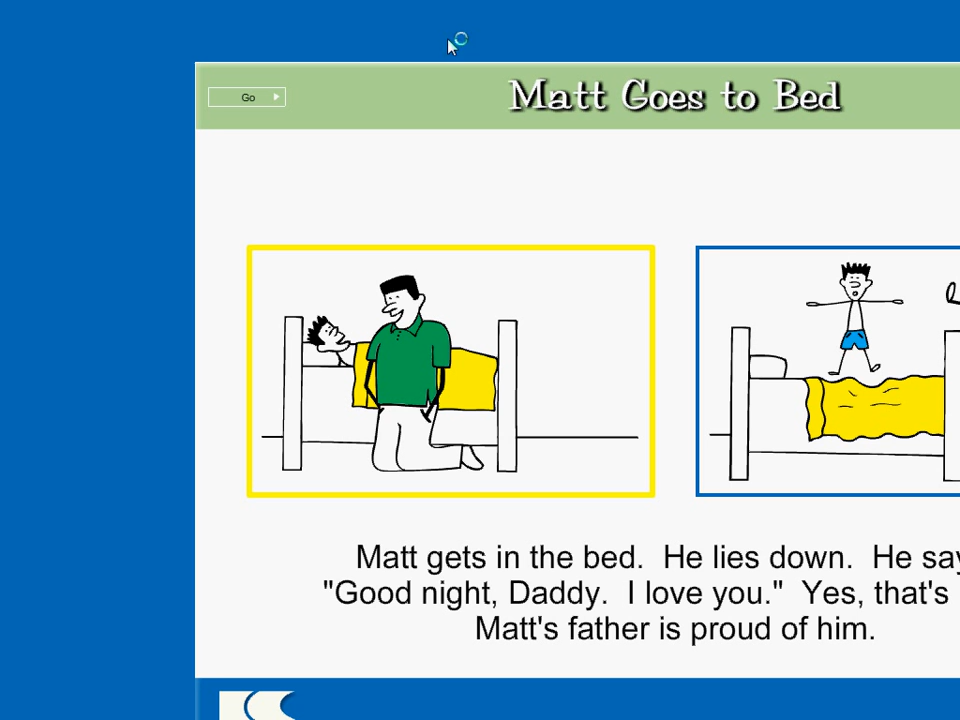 Go
Matt Goes to Bed
Matt gets in the bed.  He lies down.  He say
"Good night, Daddy.  I love you."  Yes, that's
Matt's father is proud of him.